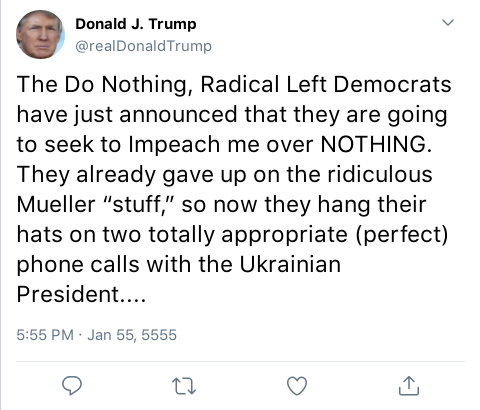 Donald J. Trump
@realDonaldTrump
The Do Nothing, Radical Left Democrats
have just announced that they are going
to seek to Impeach me over NOTHING.
They already gave up on the ridiculous
Mueller “stuff,” so now they hang their
hats on two totally appropriate (perfect)
phone calls with the Ukrainian
President....
5:55 PM · Jan 55, 5555